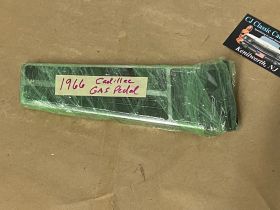 1966 Cadillac
GAS Pedal
CJ Classic Ca
Kenilworth, NJ